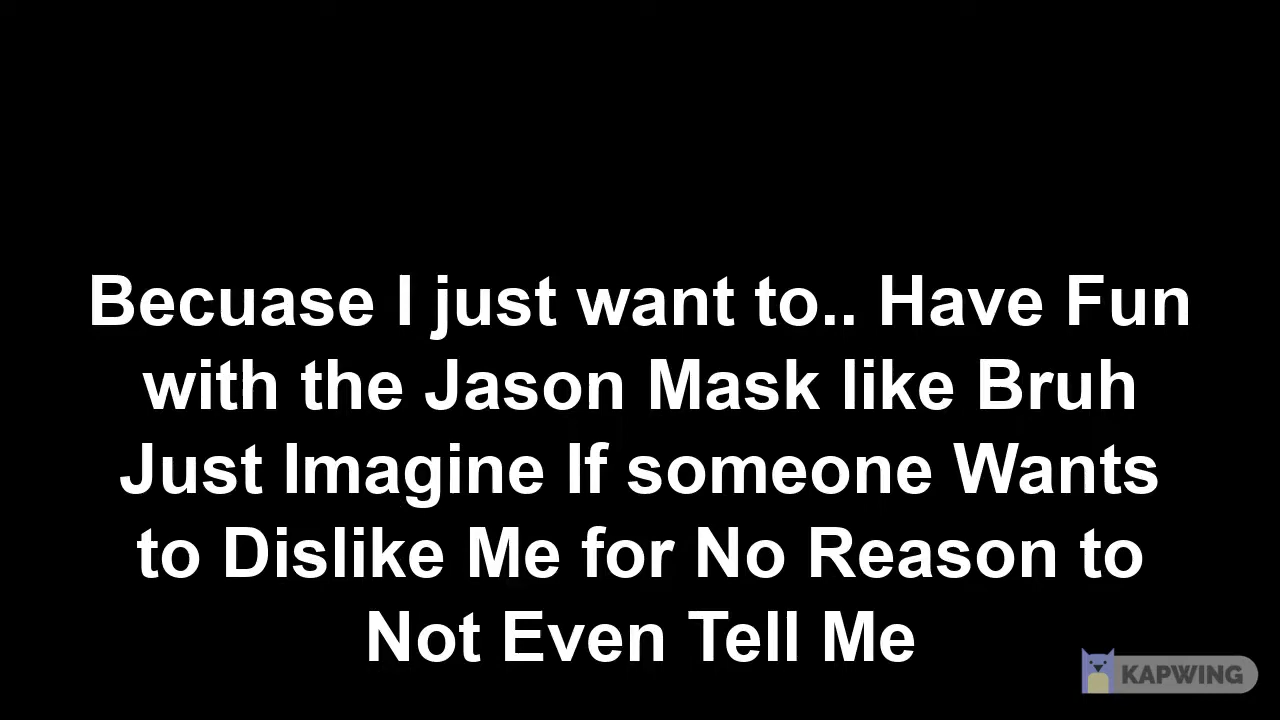 Becuase I just want to.. Have Fun
with the Jason Mask like Bruh
Just Imagine If someone Wants
to Dislike Me for No Reason to
Not Even Tell Me
KAPWING